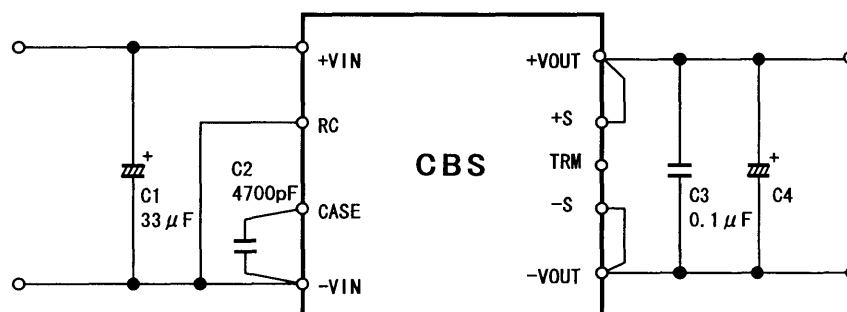 +VIN
+VOUT
RC
+S
CBS
TRM
C2
4700pF
CASE
-S
C1
33μF
C3
0.1μF
C4
-VIN
-VOUT
+
+